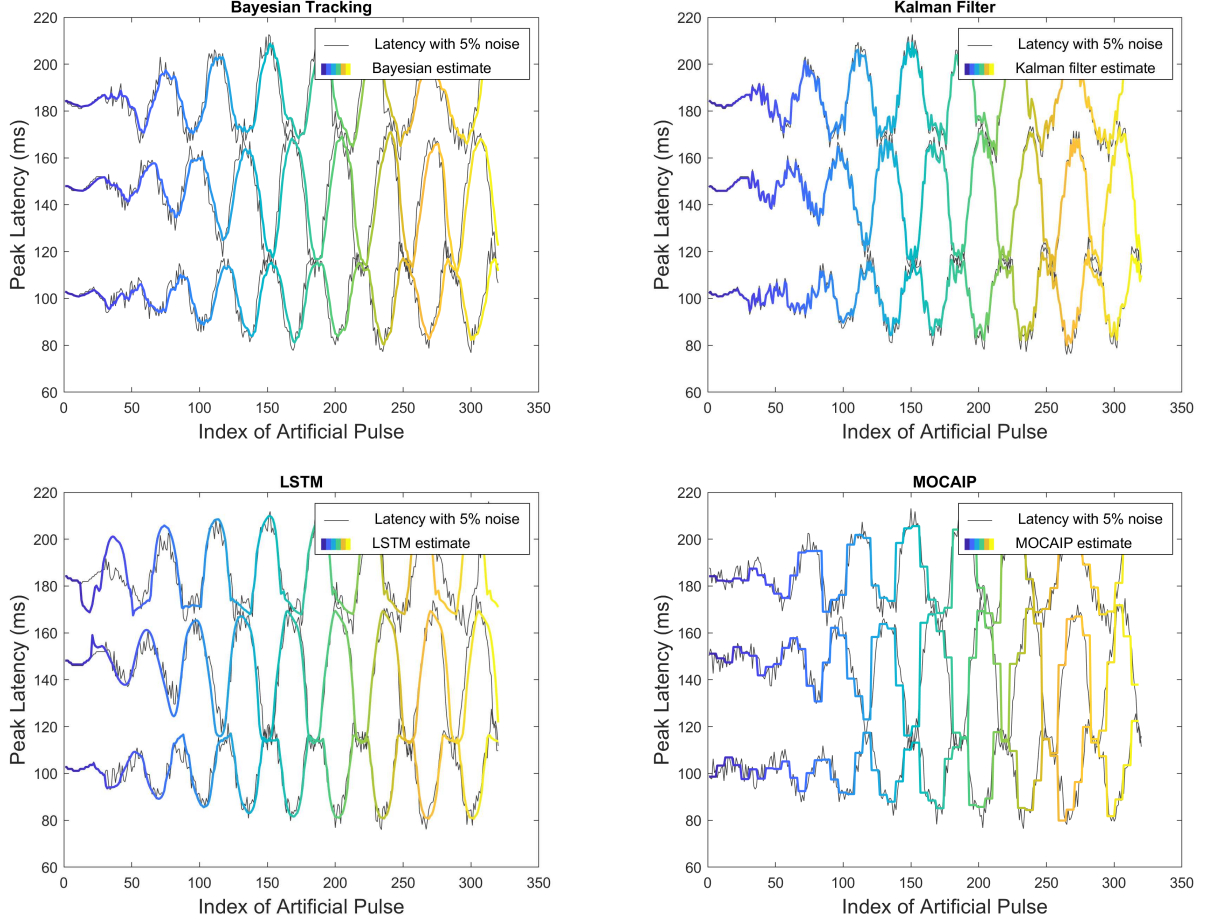 Bayesian Tracking
220
200
180
160
140
120
100
80
60
Peak Latency (ms)
Latency with 5% noise
Bayesian estimate
0 50 100 150 200 250 300 350
Index of Artificial Pulse
Kalman Filter
220
200
180
160
140
120
100
80
60
Peak Latency (ms)
Latency with 5% noise
Kalman filter estimate
0 50 100 150 200 250 300 350
Index of Artificial Pulse
LSTM
220
200
180
160
140
120
100
80
60
Peak Latency (ms)
Latency with 5% noise
LSTM estimate
0 50 100 150 200 250 300 350
Index of Artificial Pulse
MOCAIP
220
200
180
160
140
120
100
80
60
Peak Latency (ms)
Latency with 5% noise
MOCAIP estimate
0 50 100 150 200 250 300 350
Index of Artificial Pulse